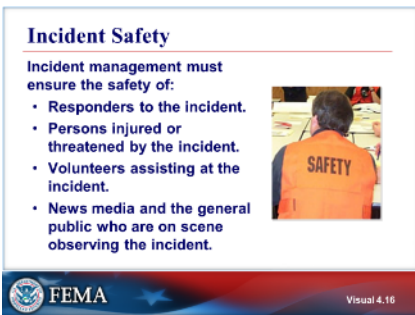 Incident Safety
Incident management must
ensure the safety of:
• Responders to the incident.
• Persons injured or
threatened by the incident.
• Volunteers assisting at the
incident.
• News media and the general
public who are on scene
observing the incident.
SAFETY
FEMA
Visual 4.16